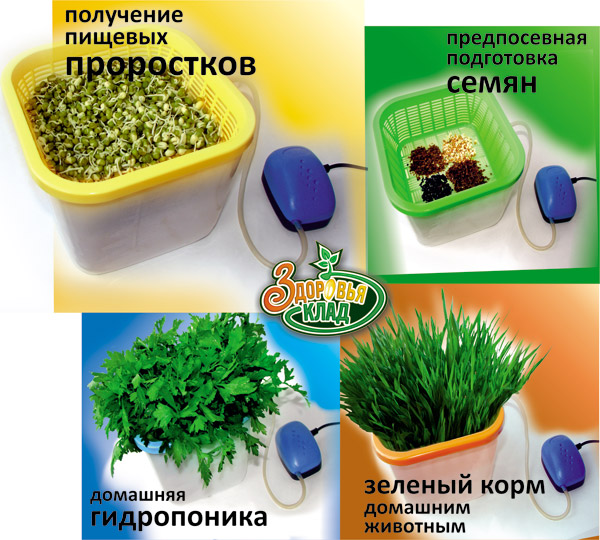 получение
пищевых
проростков
предпосевная
подготовка
семян
Здоровья
клад
домашняя
гидропоника
зеленый корм
домашним
животным